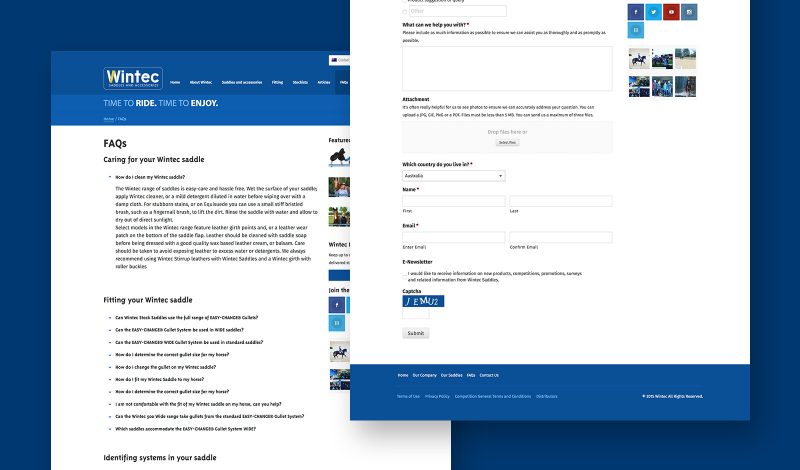 Wintec
SADDLES AND ACCESSORIES
Home About Wintec Saddles and accessories Fitting Stockists Articles FAQs
TIME TO RIDE. TIME TO ENJOY.
Home / FAQs
FAQs
Caring for your Wintec saddle
How do I clean my Wintec saddle?
The Wintec range of saddles is easy-care and hassle free. Wet the surface of your saddle,
apply Wintec Cleaner, or a mild detergent diluted in water before wiping over with a
damp cloth. For stubborn stains, or on Equisuede you can use a small stiff bristled
brush, such as a fingernail brush, to lift the dirt. Rinse the saddle with water and allow to
dry out of direct sunlight.
Select models in the Wintec range feature leather girth points and, or a leather wear
patch on the bottom of the saddle flap. Leather should be cleaned with saddle soap
before being dressed with a good quality wax based leather cream, or balsam. Care
should be taken to avoid exposing leather to excess water or detergents. We always
recommend using Wintec Stirrup leathers with Wintec Saddles and a Wintec girth with
roller buckles
Fitting your Wintec saddle
Can Wintec Stock Saddles use the full range of EASY-CHANGE® Gullets?
Can the EASY-CHANGE® Gullet System be used in WIDE saddles?
Can the EASY-CHANGE® WIDE Gullet System be used in standard saddles?
How do I determine the correct gullet size for my horse?
How do I change the gullet on my Wintec Saddle?
How do I fit my Wintec Saddle to my horse?
How do I determine the correct gullet size for my horse?
I am not comfortable with the fit of my Wintec saddle on my horse, can you help?
Can the Wintec 500 Wide range take gullets from the standard EASY-CHANGE® Gullet System?
Which saddles accommodate the EASY-CHANGE® Gullet System WIDE?
Identifing systems in your saddle
Featured
Wintec
Keep up to
delivered
Join the
Product suggestion or query
Other
What can we help you with? *
Please include as much information as possible to ensure we can assist you as thoroughly and as promptly as
possible.
Attachment
It's often really helpful for us to see photos to ensure we can accurately address your question. You can
upload a JPG, GIF, PNG or a PDF. Files must be less than 5 MB. You can send us a maximum of three files.
Drop files here or
Select files
Which country do you live in? *
Australia
Name *
First Last
Email *
Enter Email Confirm Email
E-Newsletter
I would like to receive information on new products, competitions, promotions, surveys
and related information from Wintec Saddles.
Captcha
JEMU2
Submit
Home Our Company Our Saddles FAQs Contact Us
Terms of Use Privacy Policy Competition General Terms and Conditions Distributors
© 2015 Wintec All Rights Reserved.